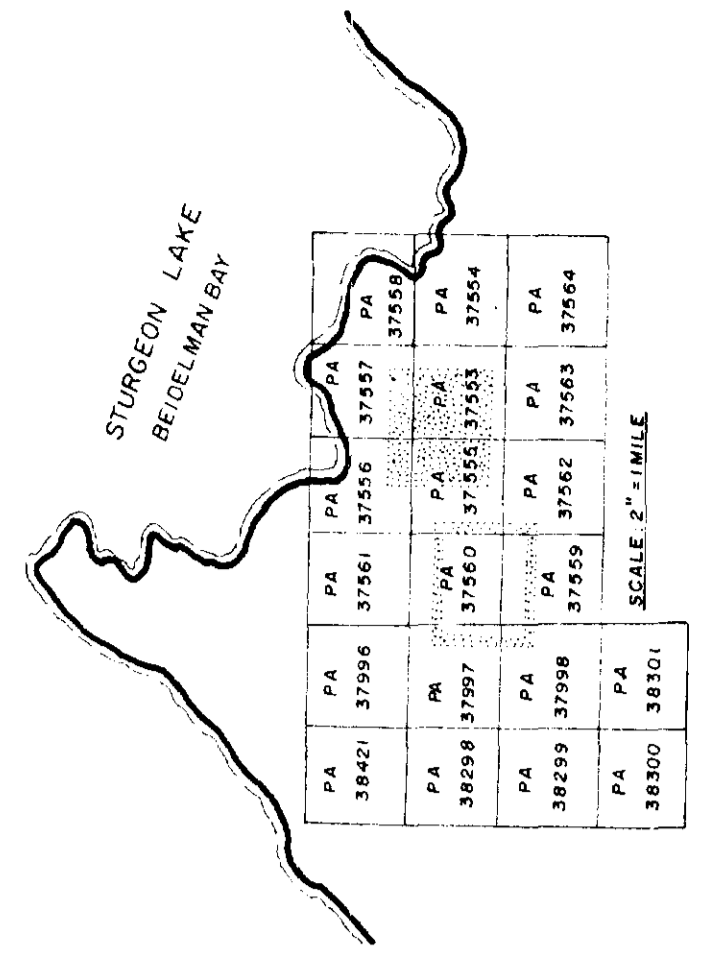 STURGEON LAKE
BEIDELMAN BAY
PA
38421
PA
37996
PA
37561
PA
37556
PA
37557
PA
37558
PA
38298
PA
37997
PA
37560
PA
37555
PA
37553
PA
37554
PA
38299
PA
37998
PA
37559
PA
37562
PA
37563
PA
37564
PA
38300
PA
38301
SCALE 2" = 1 MILE